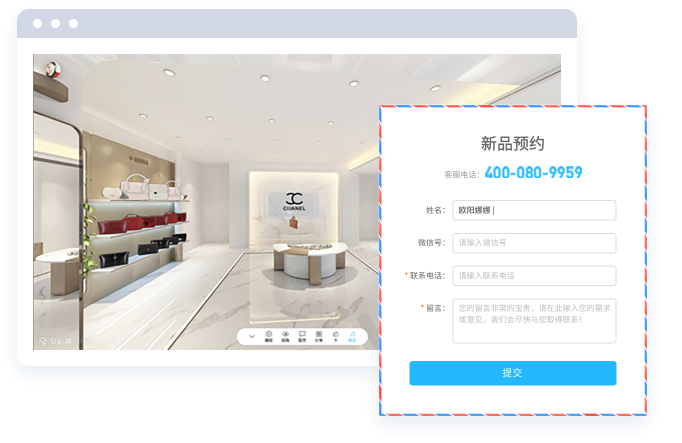 CHANEL
分享
9
新品预约
客服电话: 400-080-9959
姓名: 欧阳娜娜
微信号: 请输入微信号
* 联系电话: 请输入联系电话
* 留言: 您的留言非常的宝贵，请在此输入您的需求
或意见，我们会尽快与您取得联系！
提交